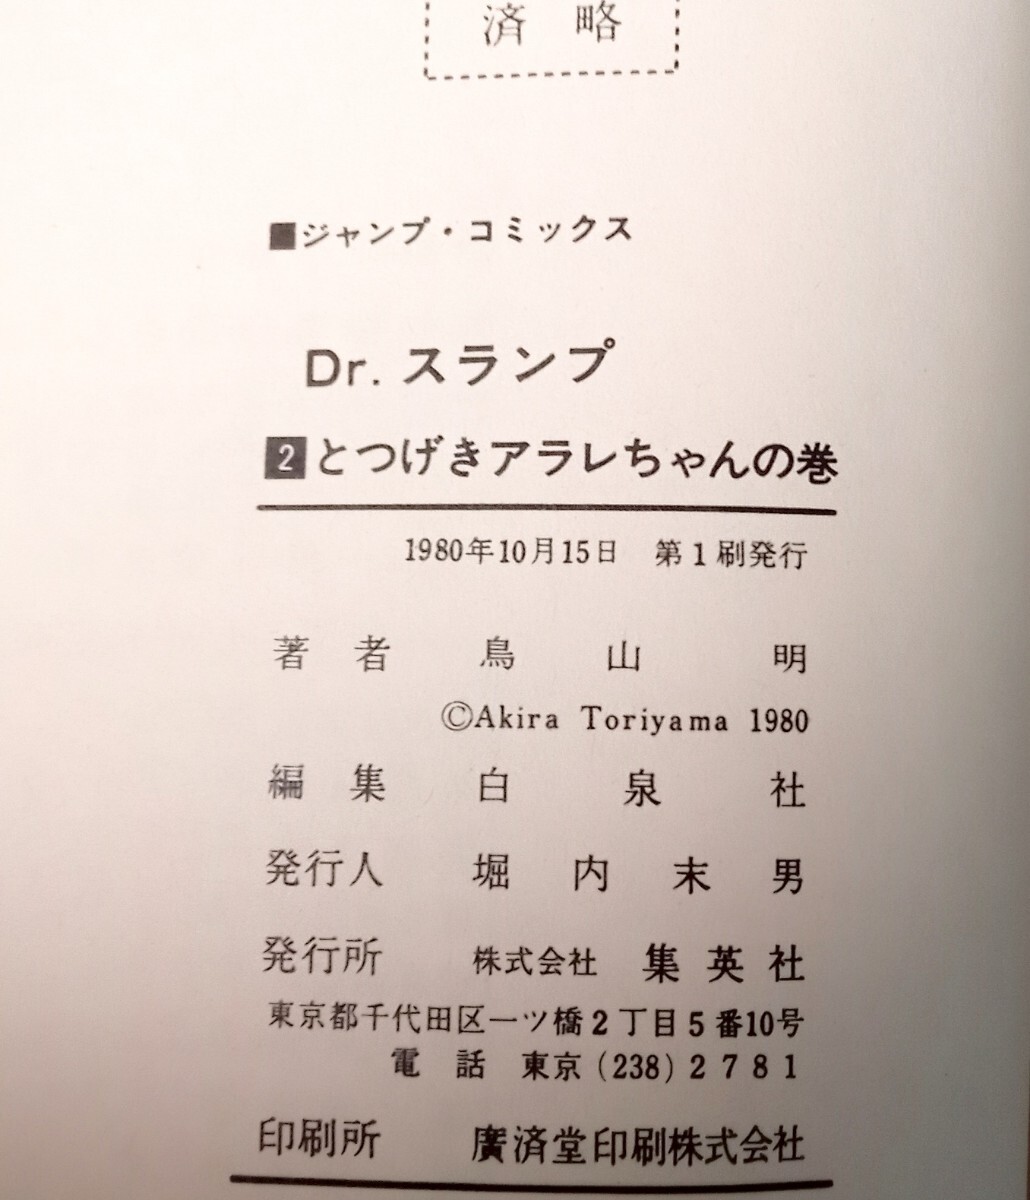 済略
■ジャンプ・コミックス
Dr.スランプ
2とつげきアラレちゃんの巻
1980年10月15日 第1刷発行
著者 鳥山明
©Akira Toriyama 1980
編集 白泉社
発行人 堀内末男
発行所 株式会社 集英社
東京都千代田区一ツ橋2丁目5番10号
電話 東京(238)2781
印刷所 廣済堂印刷株式会社